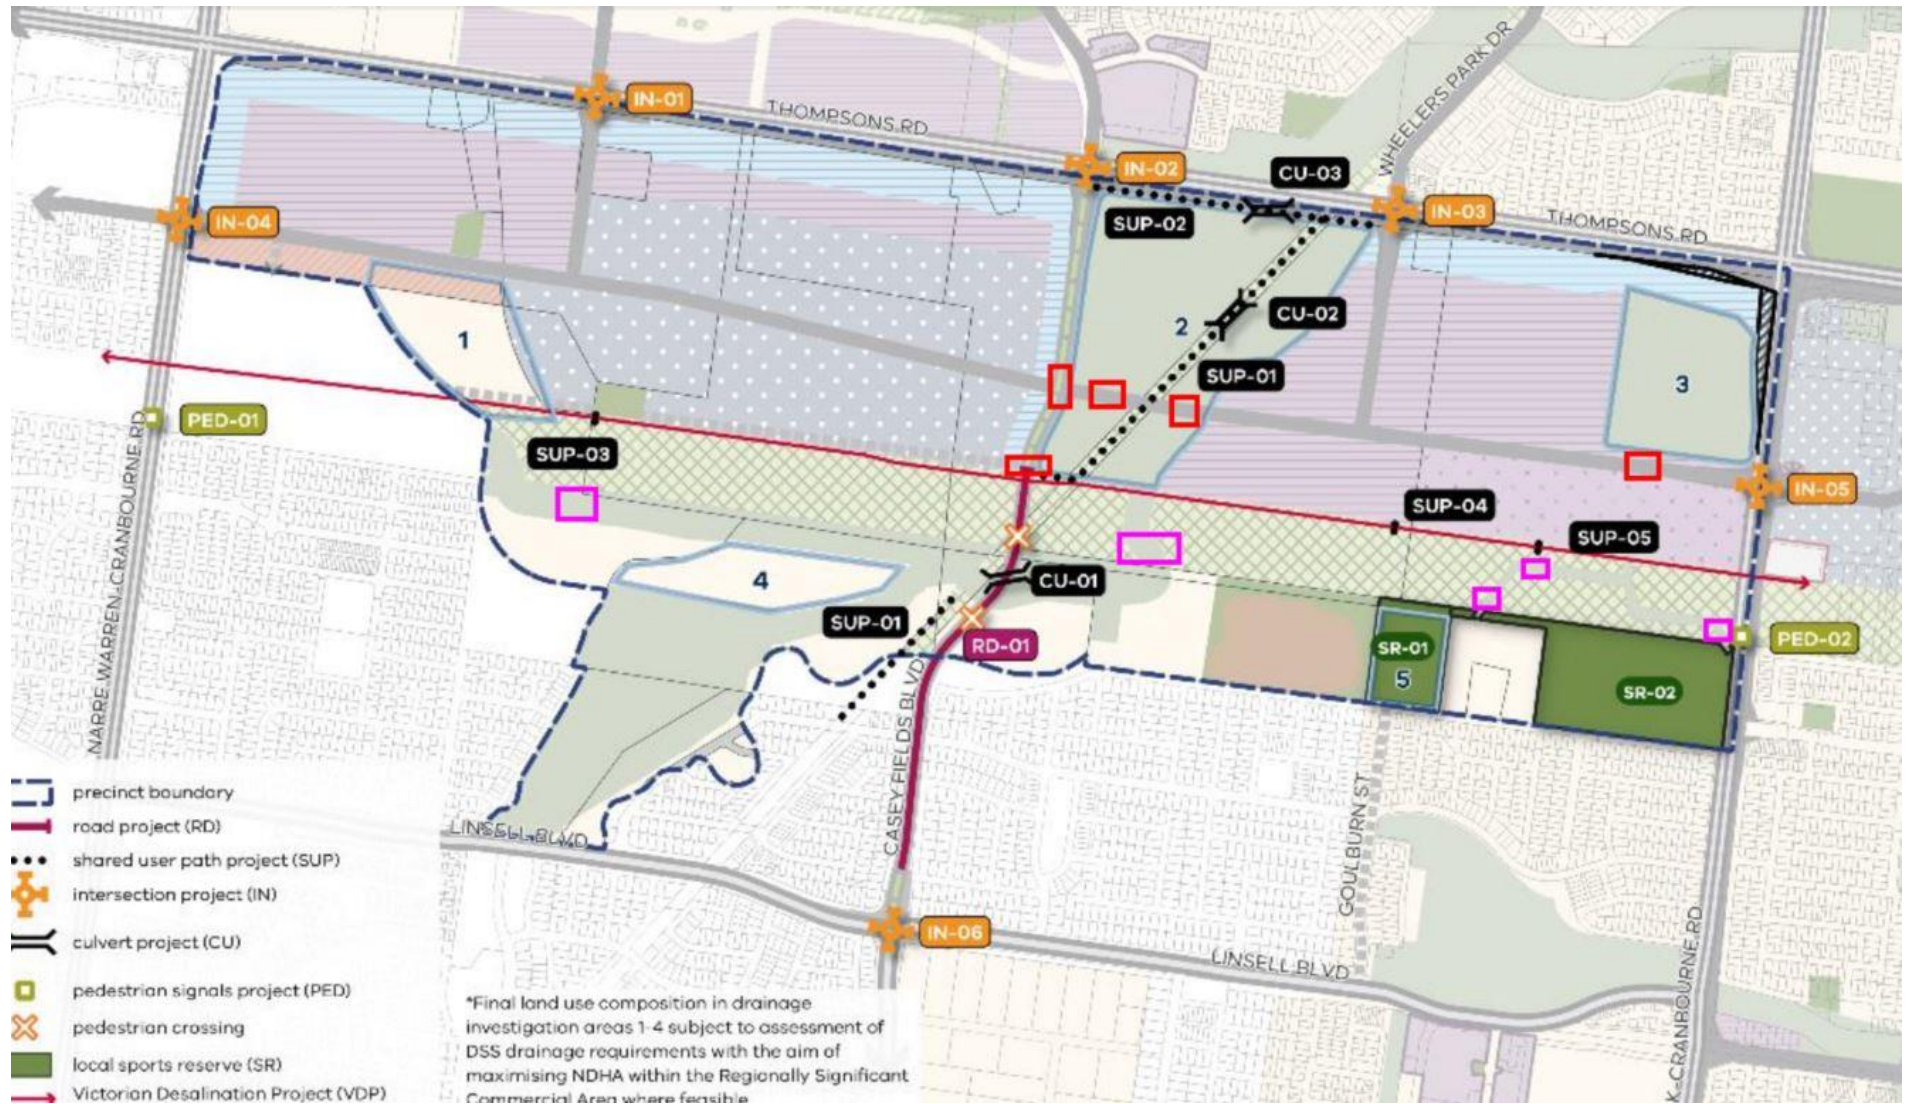 IN-01
THOMPSONS RD
WHEELERS PARK DR
IN-02
CU-03
IN-03
THOMPSONS RD
IN-04
SUP-02
CU-02
2
1
SUP-01
3
PED-01
SUP-03
IN-05
SUP-04
SUP-05
4
CU-01
SUP-01
RD-01
SR-01
5
SR-02
PED-02
NARRE WARREN-CRANBOURNE RD
CASEY FIELDS BLVD
GOULBURN ST
K-CRANBOURNE RD
LINSELL BLVD
IN-06
LINSELL BLVD
precinct boundary
road project (RD)
shared user path project (SUP)
intersection project (IN)
culvert project (CU)
pedestrian signals project (PED)
pedestrian crossing
local sports reserve (SR)
Victorian Desalination Project (VDP)
*Final land use composition in drainage
investigation areas 1-4 subject to assessment of
DSS drainage requirements with the aim of
maximising NDHA within the Regionally Significant
Commercial Area where feasible